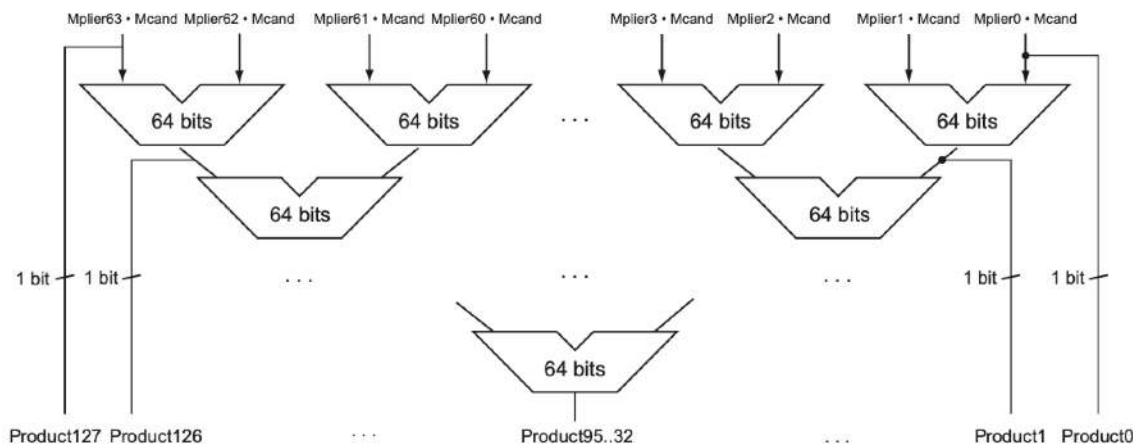 Mplier63 • Mcand Mplier62 • Mcand Mplier61 • Mcand Mplier60 • Mcand Mplier3 • Mcand Mplier2 • Mcand Mplier1 • Mcand Mplier0 • Mcand
64 bits 64 bits . . . 64 bits 64 bits
64 bits 64 bits
1 bit 1 bit . . . . . . . . . 1 bit 1 bit
64 bits
Product127 Product126 . . . Product95..32 . . . Product1 Product0